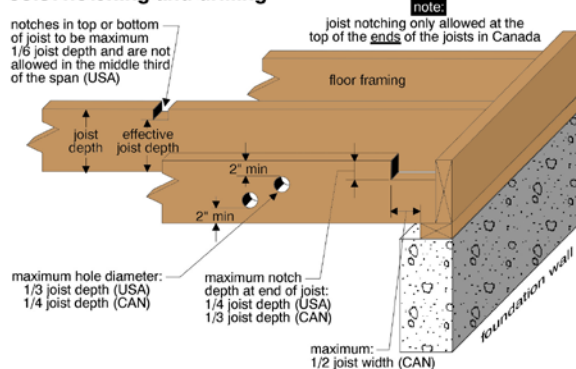 note:
joist notching only allowed at the
top of the ends of the joists in Canada
notches in top or bottom
of joist to be maximum
1/6 joist depth and are not
allowed in the middle third
of the span (USA)
floor framing
joist
depth
effective
joist depth
2" min
2" min
maximum hole diameter:
1/3 joist depth (USA)
1/4 joist depth (CAN)
maximum notch
depth at end of joist:
1/4 joist depth (USA)
1/3 joist depth (CAN)
maximum:
1/2 joist width (CAN)
foundation wall